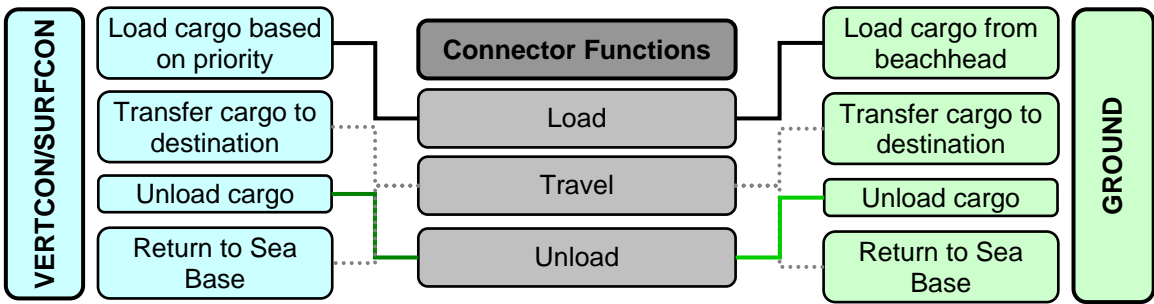 VERTCON/SURFCON
Load cargo based
on priority
Transfer cargo to
destination
Unload cargo
Return to Sea
Base
Connector Functions
Load
Travel
Unload
Load cargo from
beachhead
Transfer cargo to
destination
Unload cargo
Return to Sea
Base
GROUND